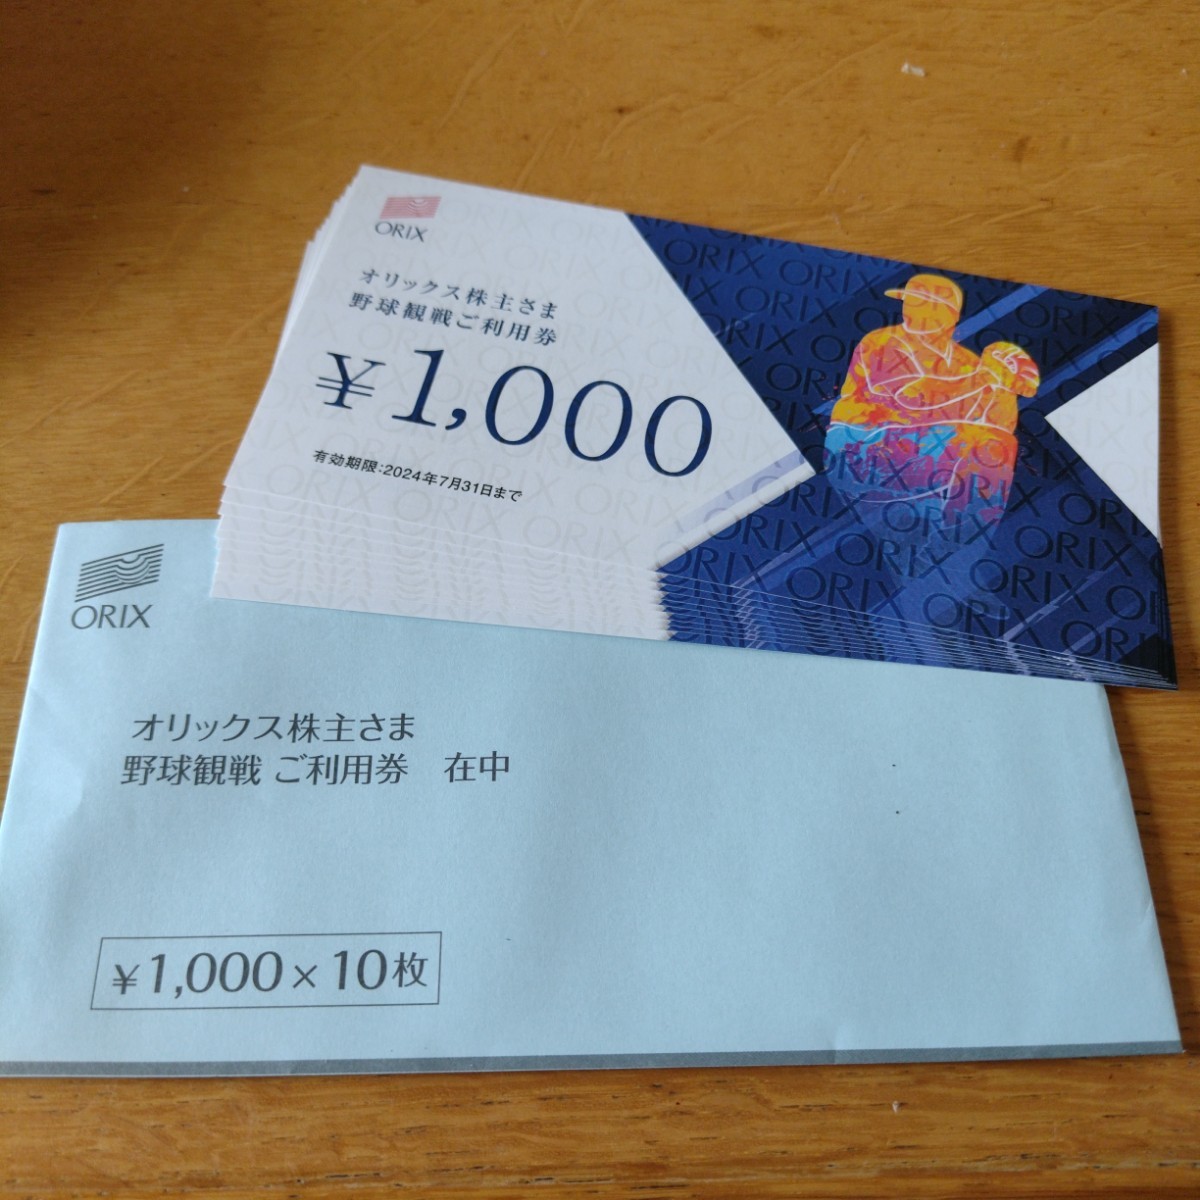 ORIX
オリックス株主さま
野球観戦ご利用券
¥1,000
有効期限:2024年7月31日まで
ORIX
オリックス株主さま
野球観戦 ご利用券 在中
¥1,000×10枚